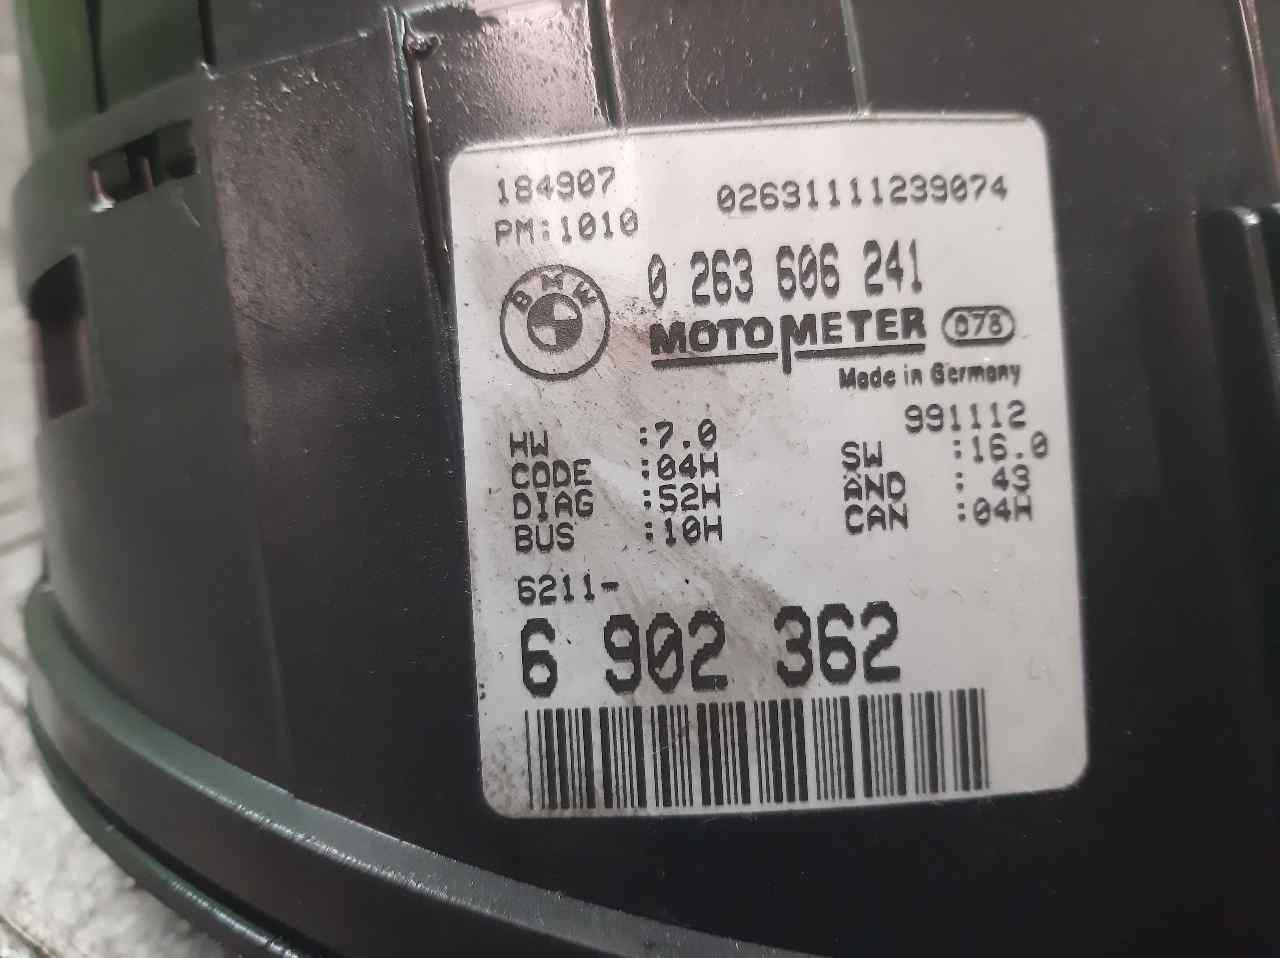 184907
02631111239074
PM:1010
BMW
0 263 606 241
MOTOMETER 078
Made in Germany
991112
HW :7.0
SW :16.0
CODE :04H
AND : 43
DIAG :52H
CAN :04H
BUS :10H
6211-
6 902 362